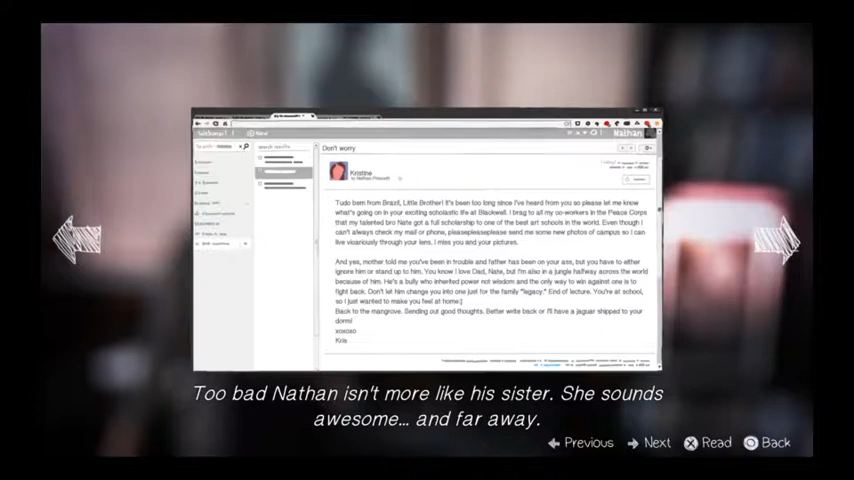 Nathan
Don't worry
Kristine
to Nathan Prescott
Tudo bem from Brazil, Little Brother! It's been too long since I've heard from you so please let me know
what's going on in your exciting scholastic life at Blackwell. I brag to all my co-workers in the Peace Corps
that my talented bro Nate got a full scholarship to one of the best art schools in the world. Even though I
can't always check my mail or phone, pleasepleaseplease send me some new photos of campus so I can
live vicariously through your lens. I miss you and your pictures.
And yes, mother told me you've been in trouble and father has been on your ass, but you have to either
ignore him or stand up to him. You know I love Dad, Nate, but I'm also in a jungle halfway across the world
because of him. He's a bully who inherited power not wisdom and the only way to win against one is to
fight back. Don't let him change you into one just for the family "legacy." End of lecture. You're at school,
so I just wanted to make you feel at home:]
Back to the mangrove. Sending out good thoughts. Better write back or I'll have a jaguar shipped to your
dorm!
xoxoxo
Kris
Too bad Nathan isn't more like his sister. She sounds
awesome... and far away.
Previous Next Read Back